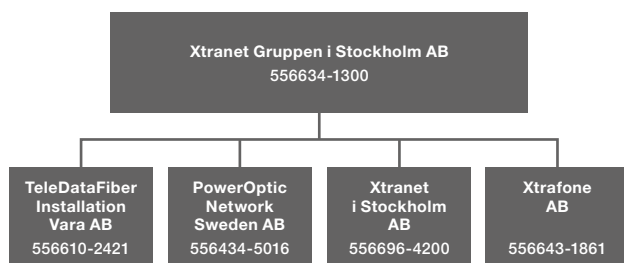 Xtranet Gruppen i Stockholm AB
556634-1300
TeleDataFiber
Installation
Vara AB
556610-2421
PowerOptic
Network
Sweden AB
556434-5016
Xtranet
i Stockholm
AB
556696-4200
Xtrafone
AB
556643-1861